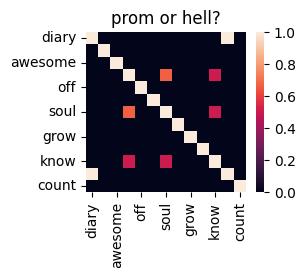 prom or hell?
diary
awesome
off
soul
grow
know
count
1.0
0.8
0.6
0.4
0.2
0.0
diary
awesome
off
soul
grow
know
count